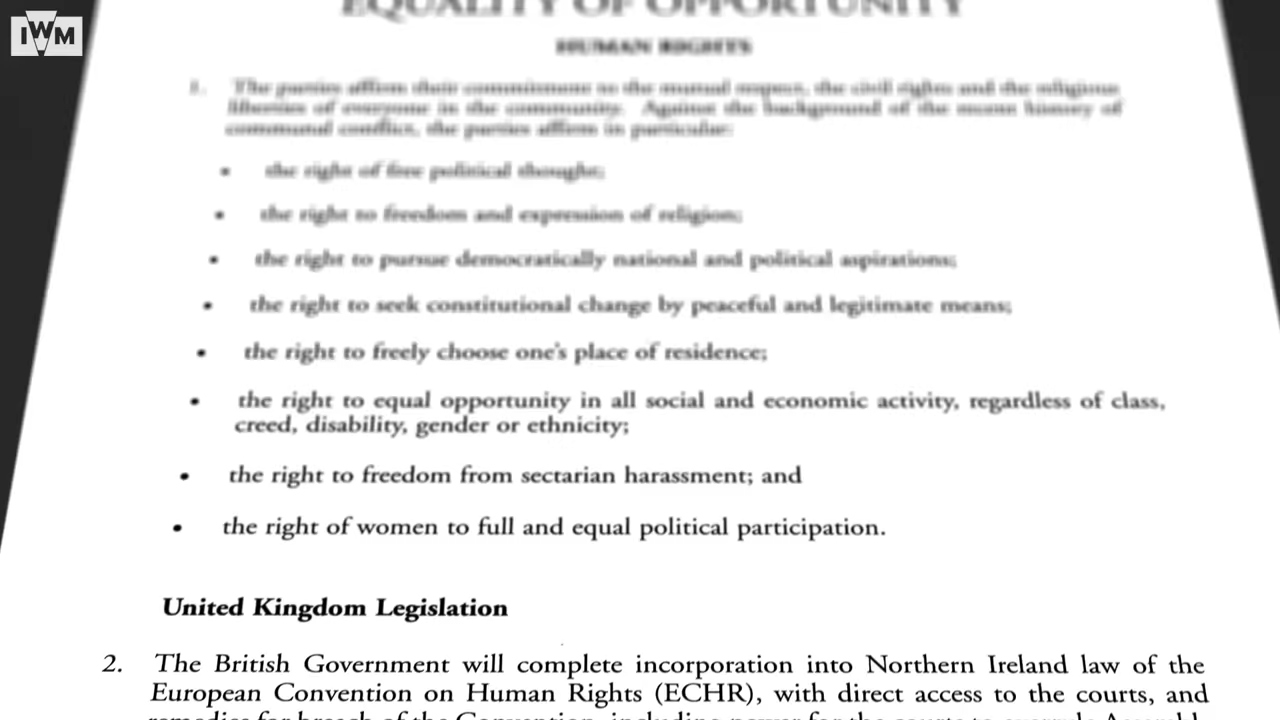 IWM
EQUALITY OF OPPORTUNITY
HUMAN RIGHTS
1. The parties affirm their commitment to the mutual respect, the civil rights and the religious
liberties of everyone in the community. Against the background of the recent history of
communal conflict, the parties affirm in particular:
• the right of free political thought;
• the right to freedom and expression of religion;
• the right to pursue democratically national and political aspirations;
• the right to seek constitutional change by peaceful and legitimate means;
• the right to freely choose one's place of residence;
• the right to equal opportunity in all social and economic activity, regardless of class,
creed, disability, gender or ethnicity;
• the right to freedom from sectarian harassment; and
• the right of women to full and equal political participation.
United Kingdom Legislation
2. The British Government will complete incorporation into Northern Ireland law of the
European Convention on Human Rights (ECHR), with direct access to the courts, and